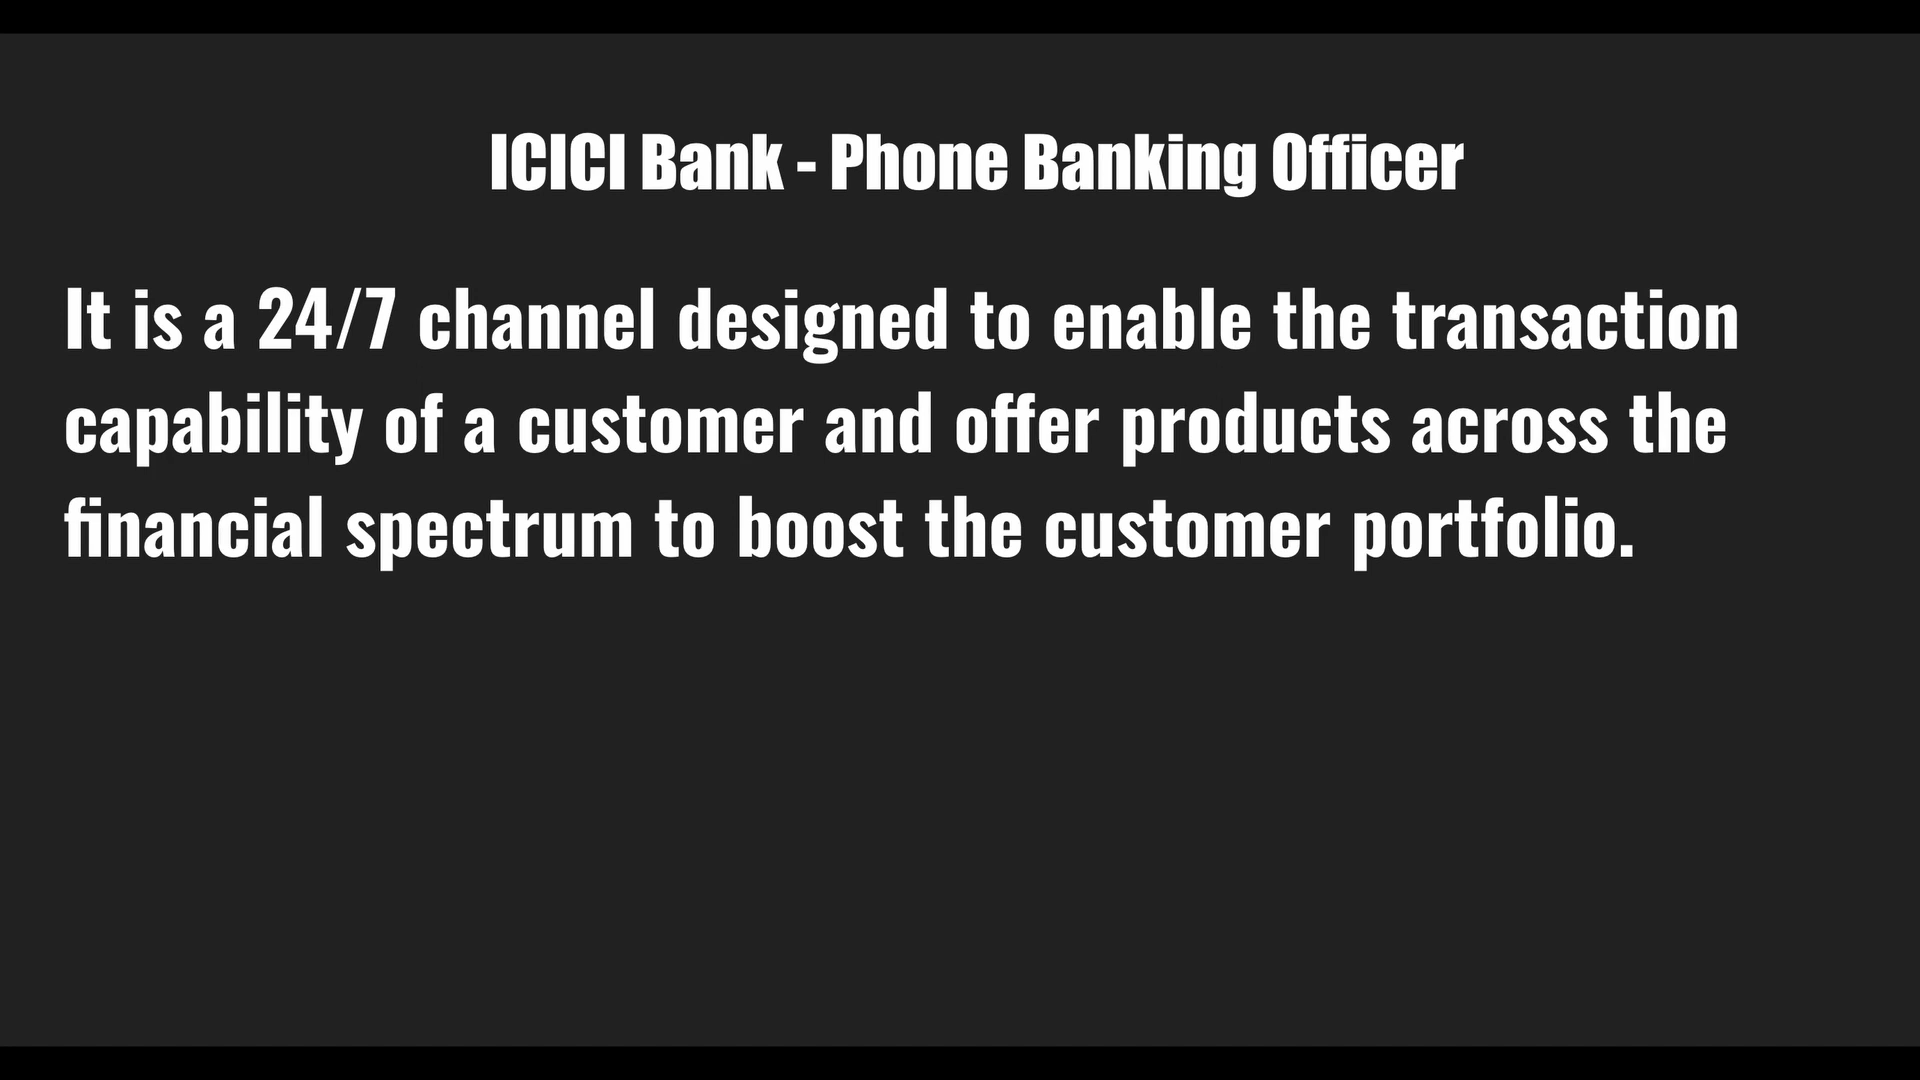 ICICI Bank - Phone Banking Officer
It is a 24/7 channel designed to enable the transaction
capability of a customer and offer products across the
financial spectrum to boost the customer portfolio.